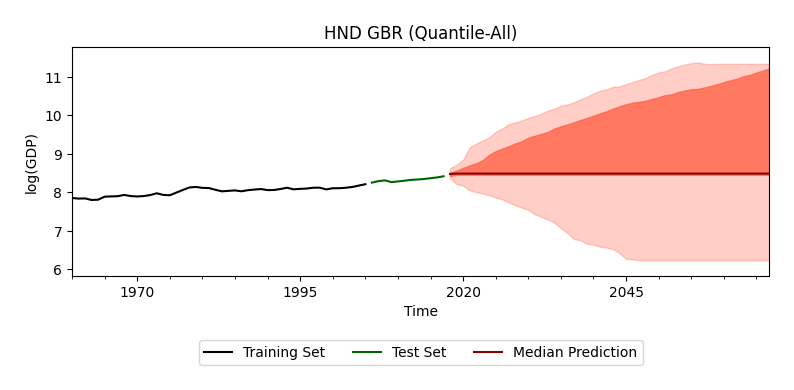 HND GBR (Quantile-All)
log(GDP)
11
10
9
8
7
6
1970 1995 2020 2045
Time
Training Set Test Set Median Prediction